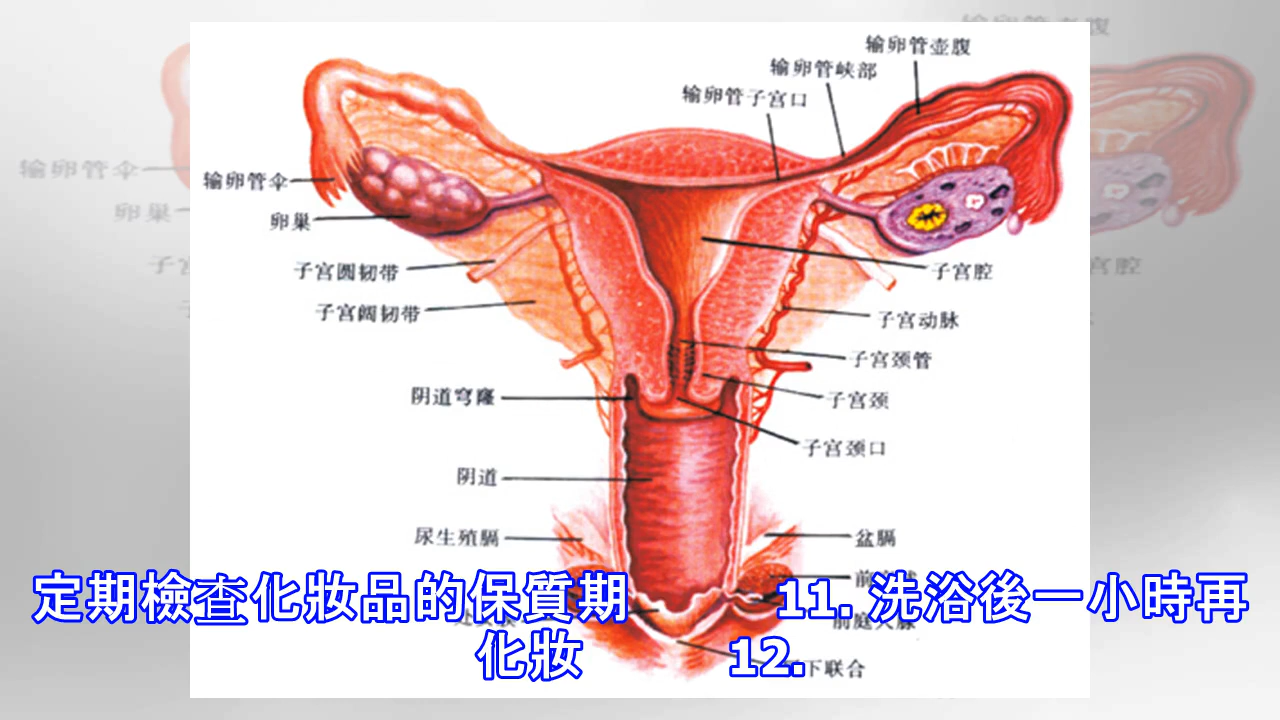 输卵管壶腹
输卵管峡部
输卵管子宫口
输卵管伞
卵巢
子宫圆韧带
子宫阔韧带
子宫腔
子宫动脉
子宫颈管
子宫颈
子宫颈口
阴道穹窿
阴道
尿生殖膈
盆膈
定期檢查化妝品的保質期 11. 洗浴後一小時再
化妝 12.
下联合